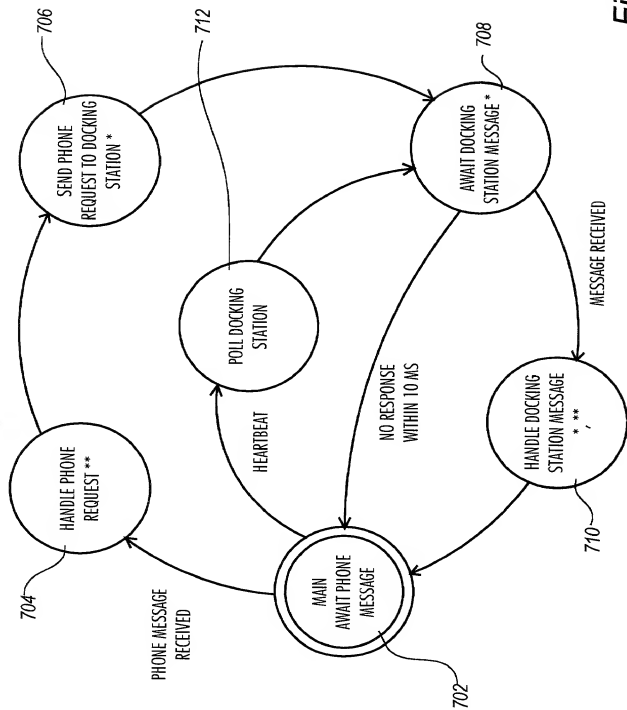 706
SEND PHONE
REQUEST TO DOCKING
STATION *
712
HANDLE PHONE
REQUEST **
704
POLL DOCKING
STATION
708
AWAIT DOCKING
STATION MESSAGE *
PHONE MESSAGE
RECEIVED
HEARTBEAT
NO RESPONSE
WITHIN 10 MS
MESSAGE RECEIVED
MAIN
AWAIT PHONE
MESSAGE
702
HANDLE DOCKING
STATION MESSAGE
*, **
710